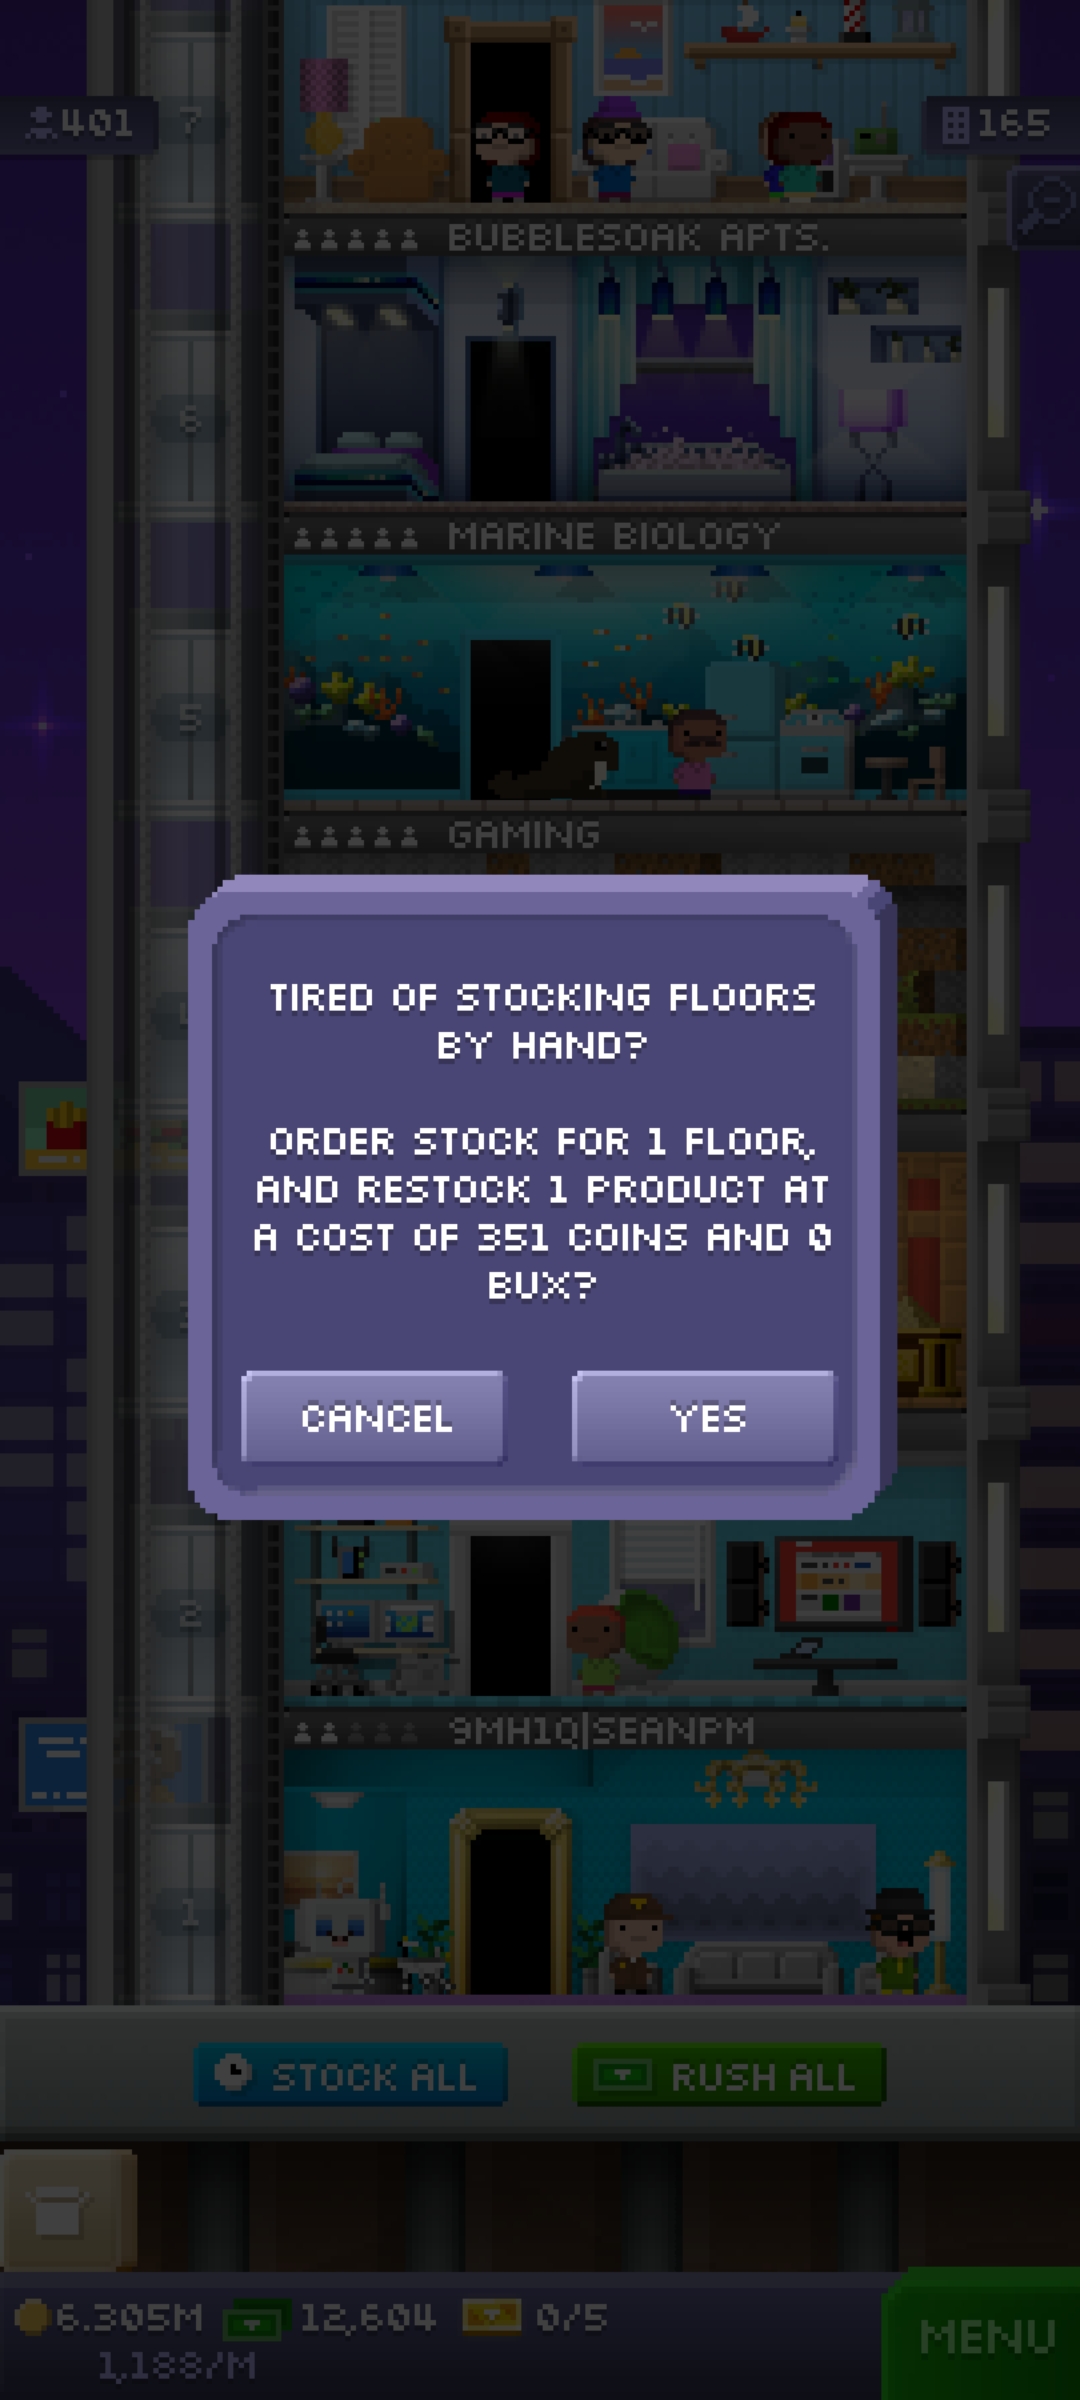 401
7
165
BUBBLESOAK APTS.
6
MARINE BIOLOGY
5
GAMING
TIRED OF STOCKING FLOORS
BY HAND?
ORDER STOCK FOR 1 FLOOR,
AND RESTOCK 1 PRODUCT AT
A COST OF 351 COINS AND 0
BUX?
CANCEL
YES
2
9MH1Q|SEANPM
1
STOCK ALL
RUSH ALL
6.305M
12,604
0/5
1,188/M
MENU